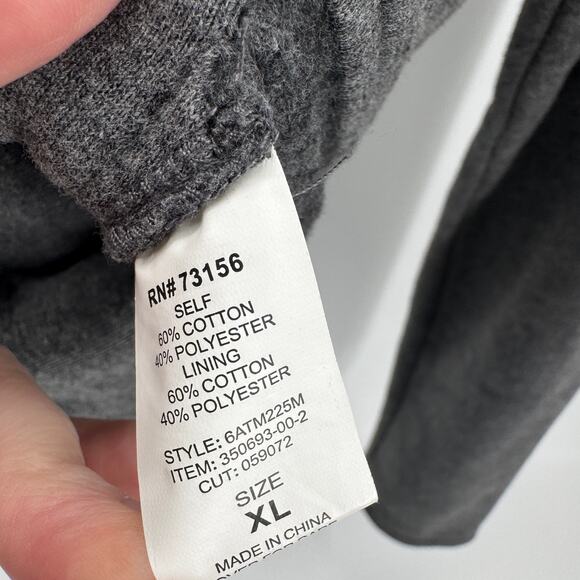 RN# 73156
SELF
60% COTTON
40% POLYESTER
LINING
60% COTTON
40% POLYESTER
STYLE: 6ATM225M
ITEM: 350693-00-2
CUT: 059072
SIZE
XL
MADE IN CHINA